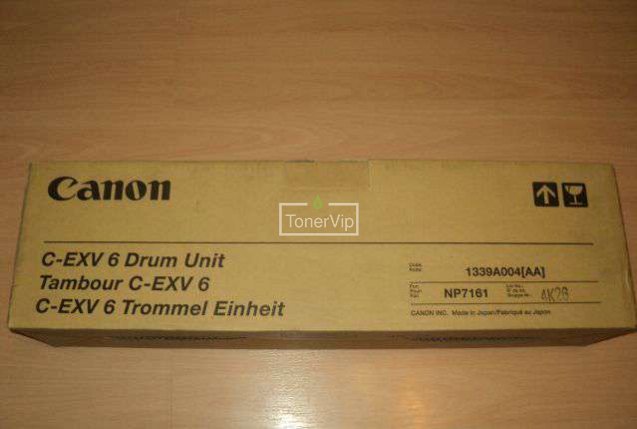 Canon
TonerVip
C-EXV 6 Drum Unit
Tambour C-EXV 6
C-EXV 6 Trommel Einheit
1339A004[AA]
NP7161
4K26
CANON INC. Made in Japan/Fabriqué au Japon